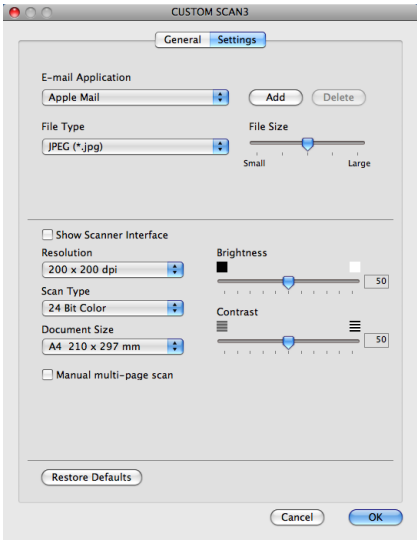 CUSTOM SCAN3
General Settings
E-mail Application
Apple Mail Add Delete
File Type File Size
JPEG (*.jpg)
Small Large
Show Scanner Interface
Resolution Brightness
200 x 200 dpi
50
Scan Type
24 Bit Color
Contrast
Document Size
A4 210 x 297 mm 50
Manual multi-page scan
Restore Defaults
Cancel OK